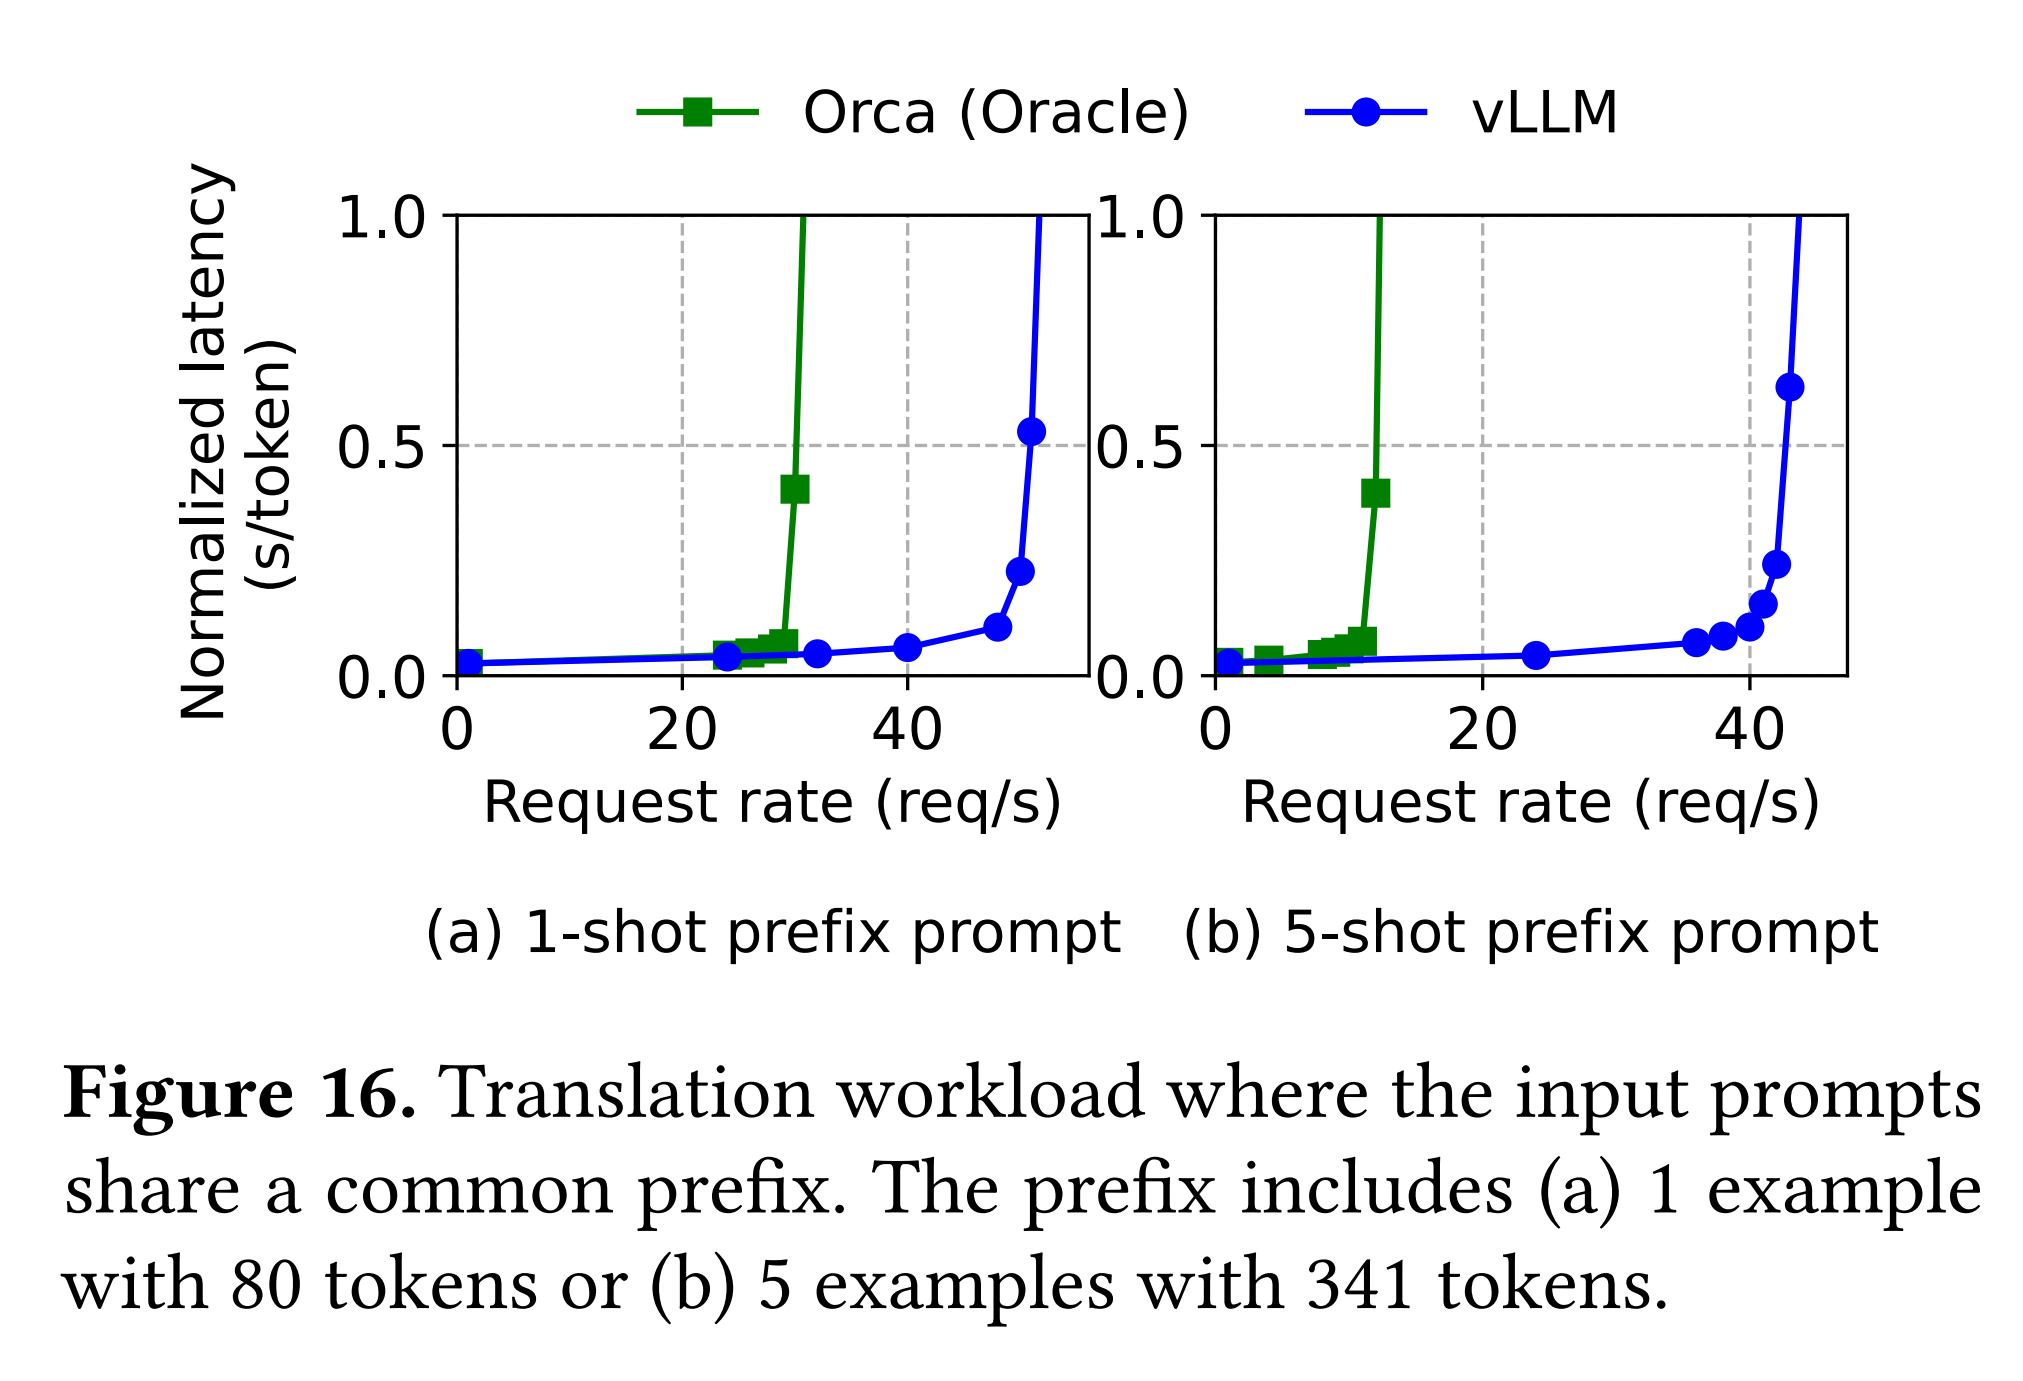 Orca (Oracle) vLLM
Normalized latency
(s/token)
1.0
0.5
0.0
0 20 40
Request rate (req/s)
1.0
0.5
0.0
0 20 40
Request rate (req/s)
(a) 1-shot prefix prompt (b) 5-shot prefix prompt
Figure 16. Translation workload where the input prompts
share a common prefix. The prefix includes (a) 1 example
with 80 tokens or (b) 5 examples with 341 tokens.